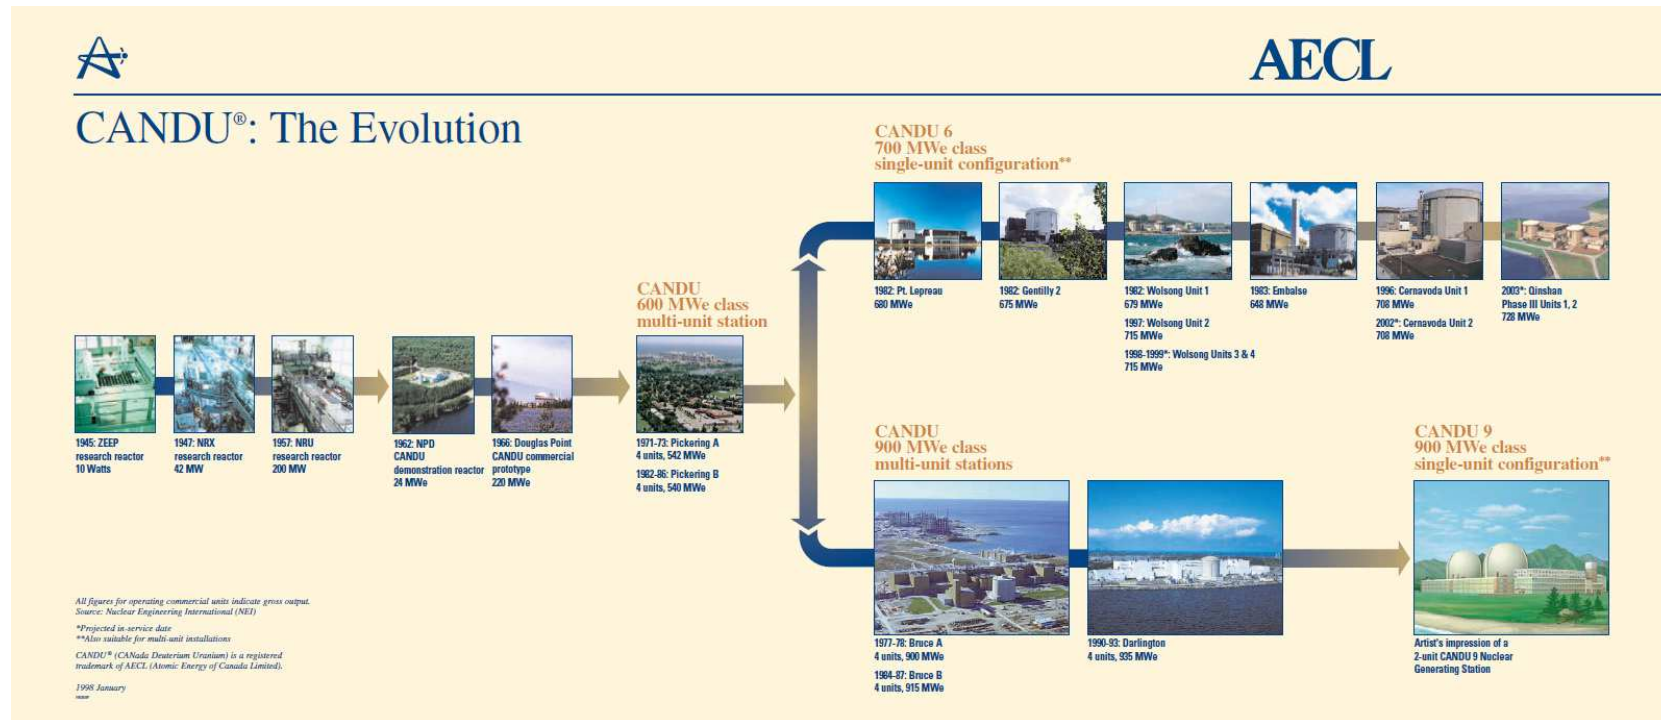 AECL
CANDU®: The Evolution
CANDU 6
700 MWe class
single-unit configuration**
1982: Pt. Lepreau
680 MWe
1982: Gentilly 2
675 MWe
1982: Wolsong Unit 1
679 MWe
1997: Wolsong Unit 2
715 MWe
1998-1999*: Wolsong Units 3 & 4
715 MWe
1983: Embalse
648 MWe
1996: Cernavoda Unit 1
708 MWe
2002*: Cernavoda Unit 2
708 MWe
2003*: Qinshan
Phase III Units 1, 2
728 MWe
CANDU
600 MWe class
multi-unit station
1945: ZEEP
research reactor
10 Watts
1947: NRX
research reactor
42 MW
1957: NRU
research reactor
200 MW
1962: NPD
CANDU
demonstration reactor
24 MWe
1966: Douglas Point
CANDU commercial
prototype
220 MWe
1971-73: Pickering A
4 units, 542 MWe
1982-86: Pickering B
4 units, 540 MWe
CANDU
900 MWe class
multi-unit stations
1977-78: Bruce A
4 units, 900 MWe
1984-87: Bruce B
4 units, 915 MWe
1990-93: Darlington
4 units, 935 MWe
CANDU 9
900 MWe class
single-unit configuration**
Artist's impression of a
2-unit CANDU 9 Nuclear
Generating Station
All figures for operating commercial units indicate gross output.
Source: Nuclear Engineering International (NEI)
*Projected in-service date
**Also suitable for multi-unit installations
CANDU® (CANada Deuterium Uranium) is a registered
trademark of AECL (Atomic Energy of Canada Limited).
1998 January